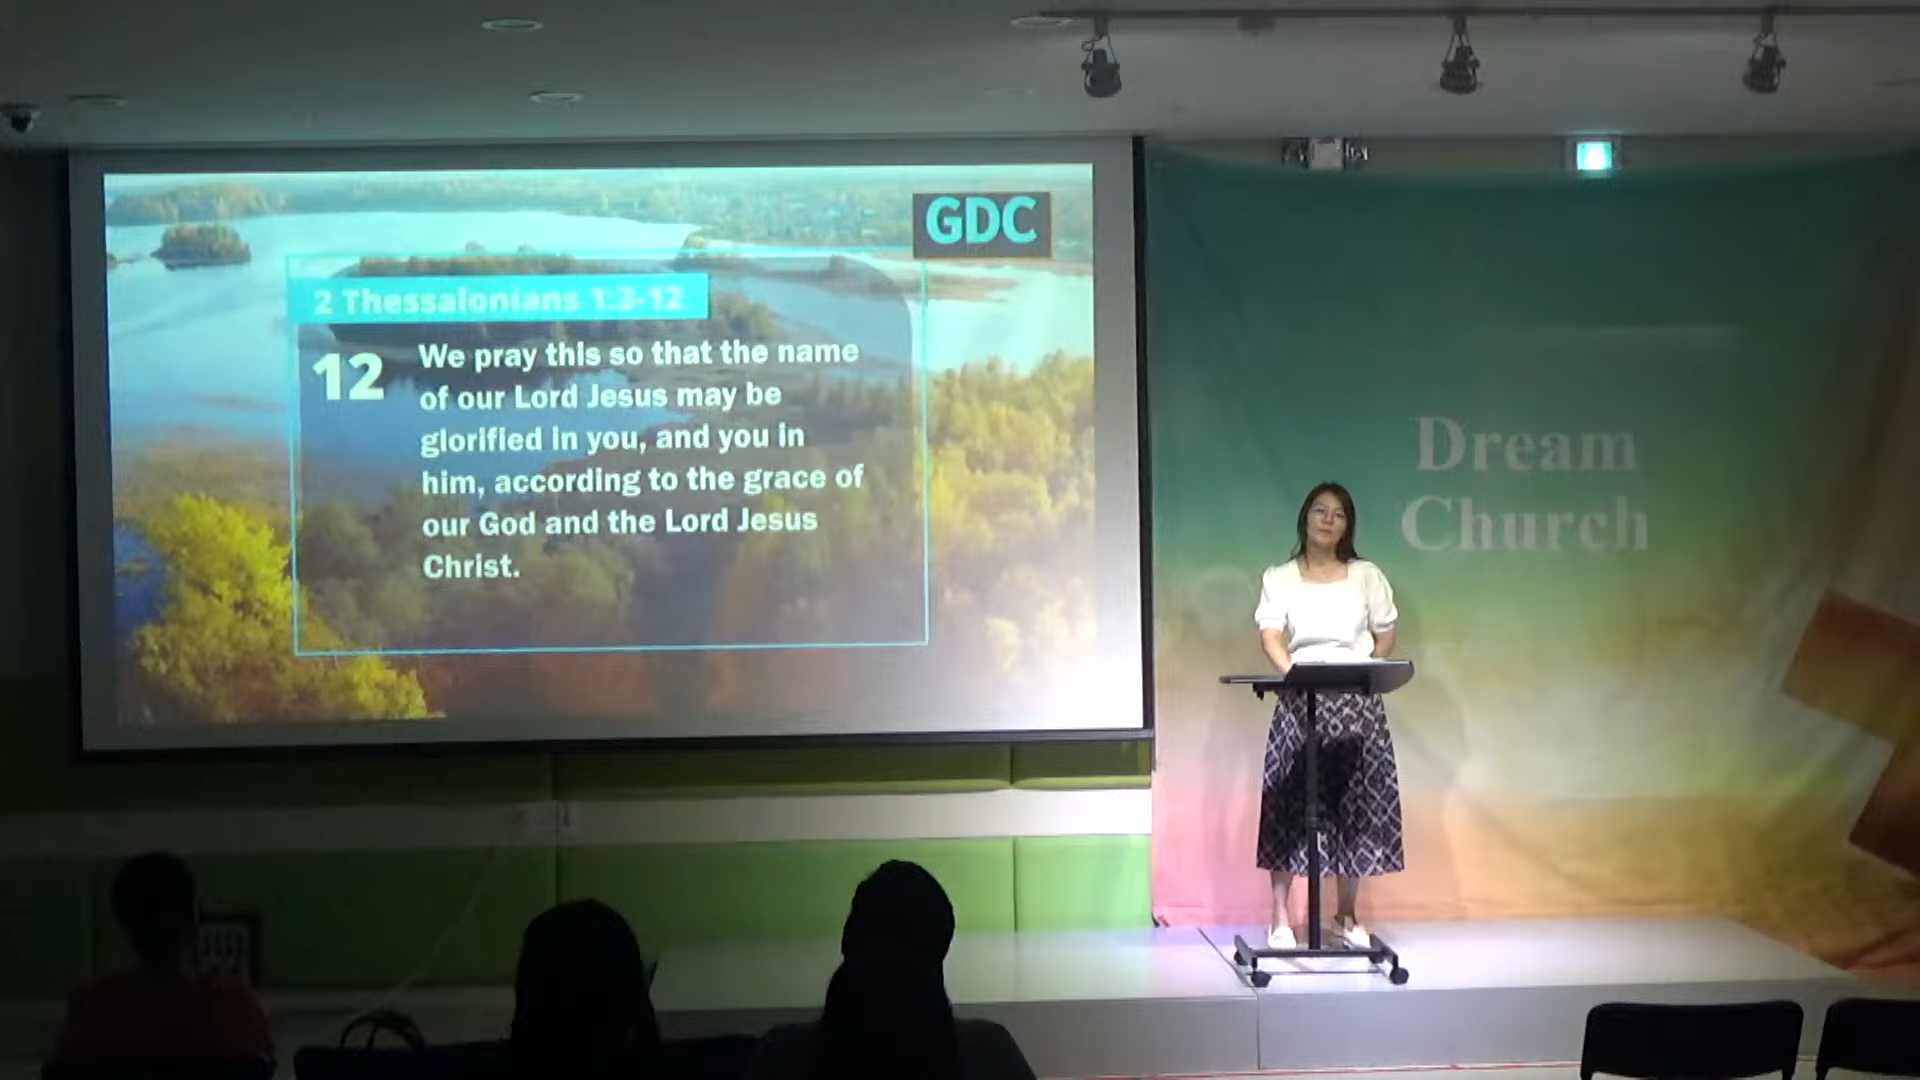 GDC
2 Thessalonians 1:3-12
12
We pray this so that the name
of our Lord Jesus may be
glorified in you, and you in
him, according to the grace of
our God and the Lord Jesus
Christ.
Dream
Church